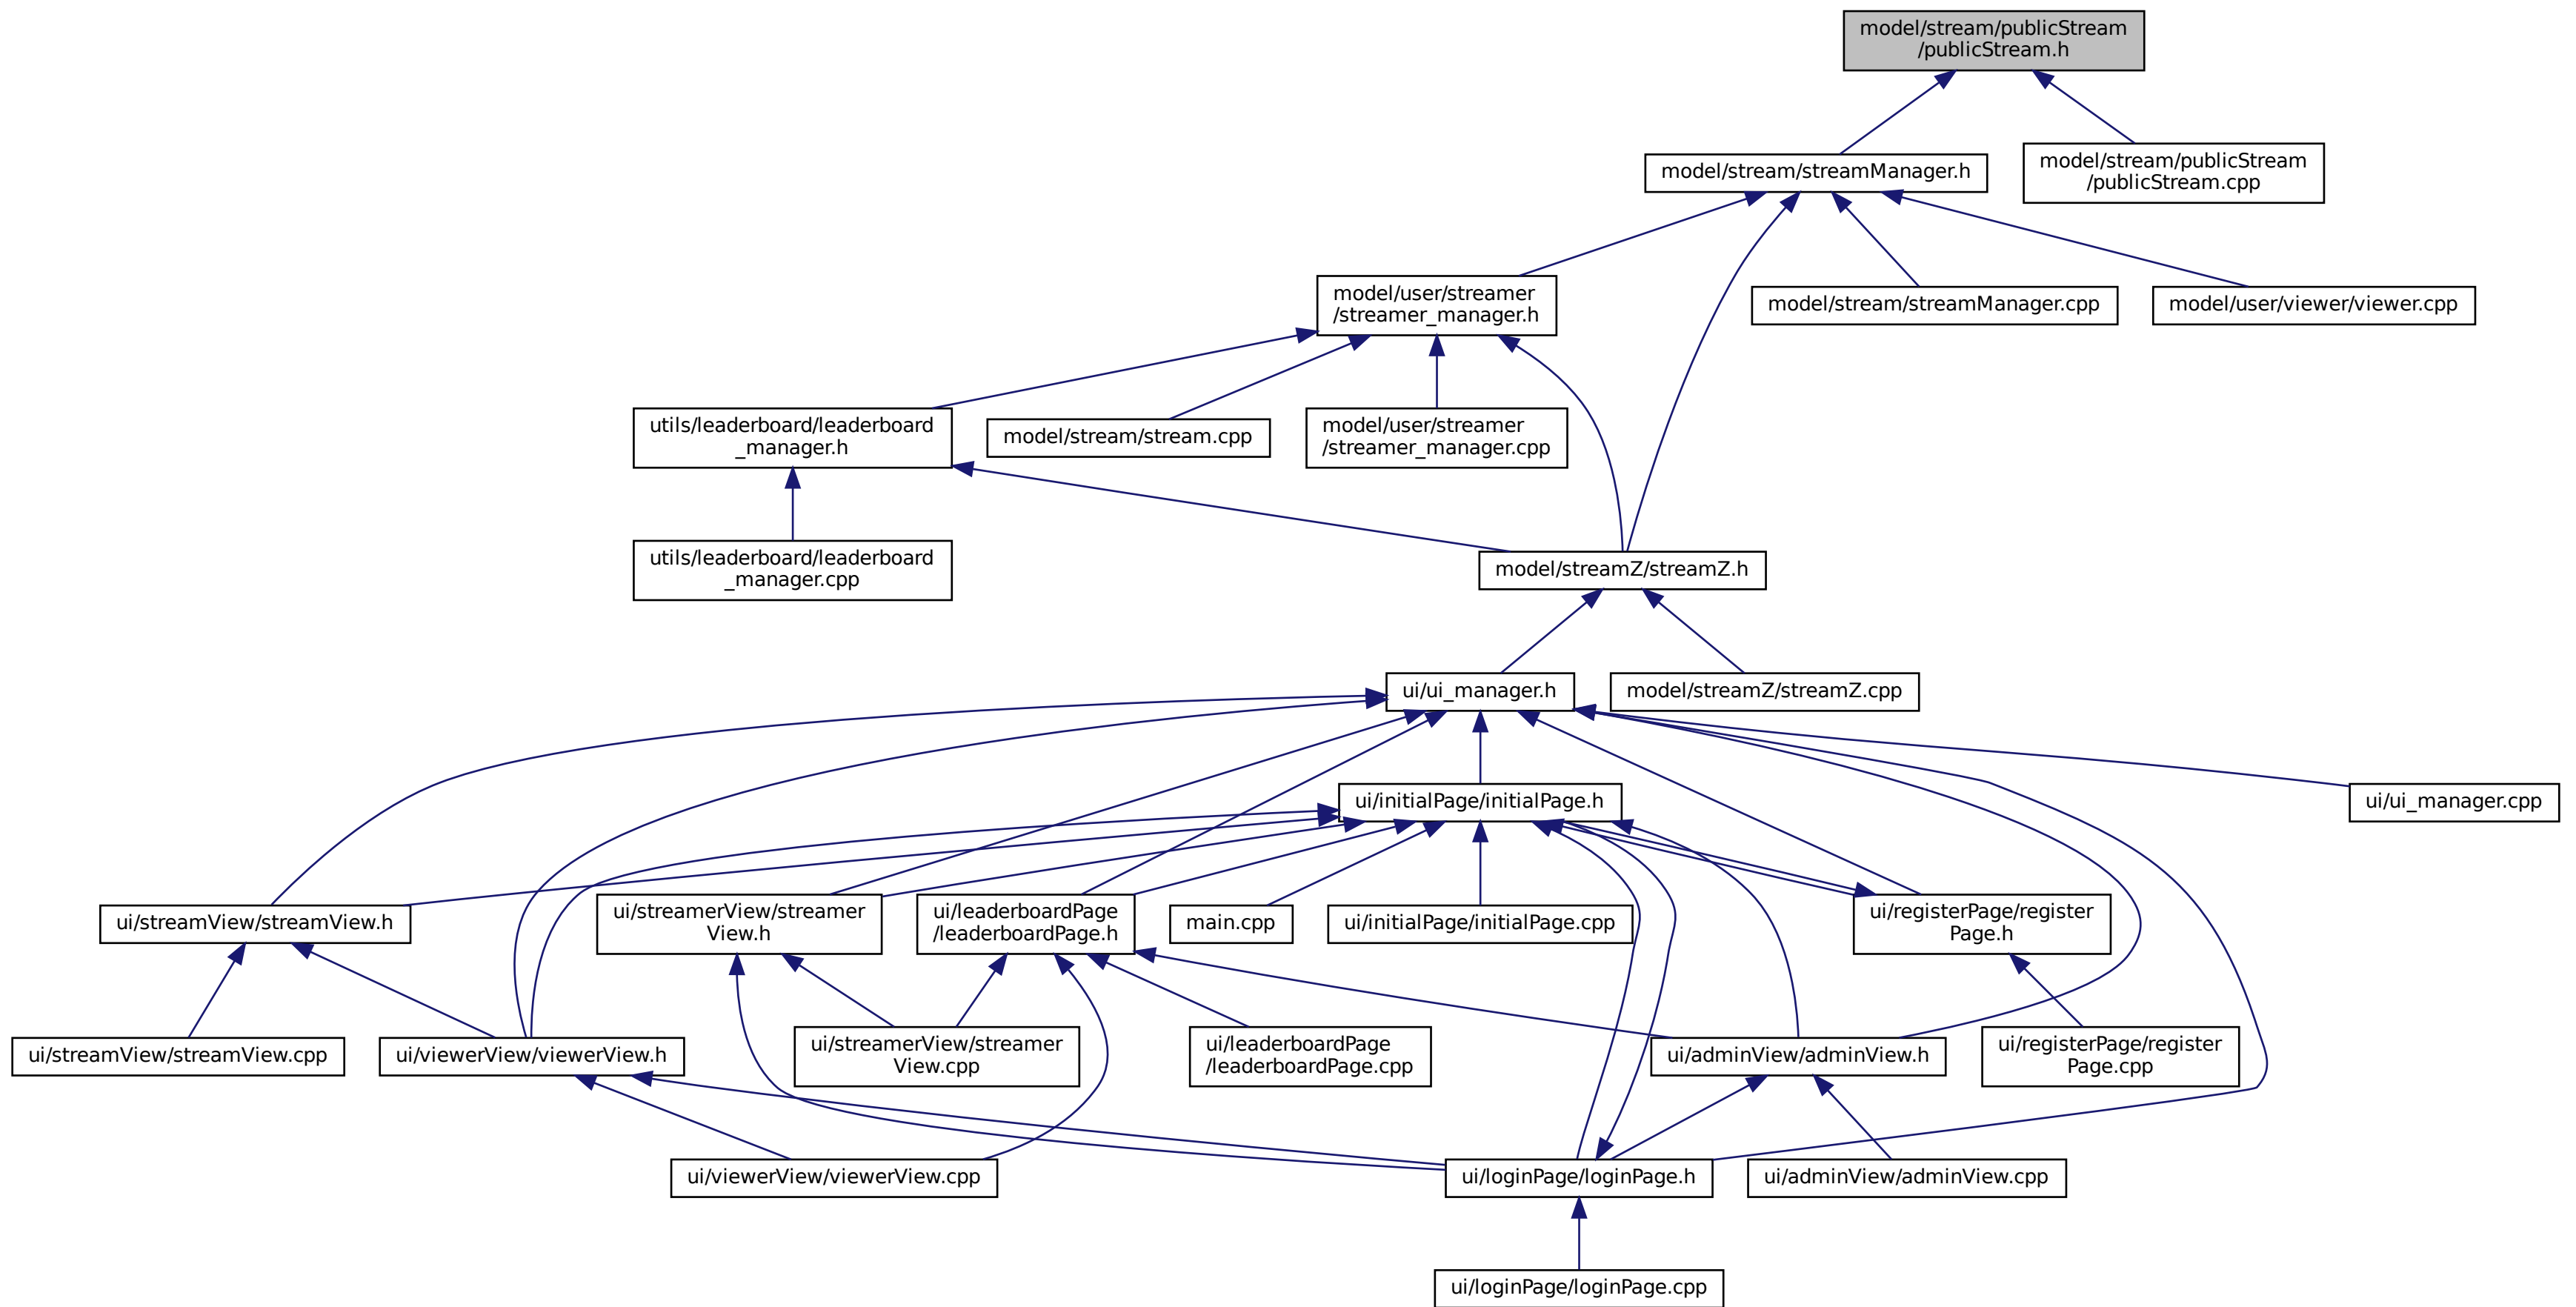 model/stream/publicStream
/publicStream.h
model/stream/streamManager.h
model/stream/publicStream
/publicStream.cpp
model/user/streamer
/streamer_manager.h
model/stream/streamManager.cpp
model/user/viewer/viewer.cpp
utils/leaderboard/leaderboard
_manager.h
model/stream/stream.cpp
model/user/streamer
/streamer_manager.cpp
utils/leaderboard/leaderboard
_manager.cpp
model/streamZ/streamZ.h
ui/ui_manager.h
model/streamZ/streamZ.cpp
ui/initialPage/initialPage.h
ui/ui_manager.cpp
ui/streamView/streamView.h
ui/streamerView/streamer
View.h
ui/leaderboardPage
/leaderboardPage.h
main.cpp
ui/initialPage/initialPage.cpp
ui/registerPage/register
Page.h
ui/streamView/streamView.cpp
ui/viewerView/viewerView.h
ui/streamerView/streamer
View.cpp
ui/leaderboardPage
/leaderboardPage.cpp
ui/adminView/adminView.h
ui/registerPage/register
Page.cpp
ui/viewerView/viewerView.cpp
ui/loginPage/loginPage.h
ui/adminView/adminView.cpp
ui/loginPage/loginPage.cpp